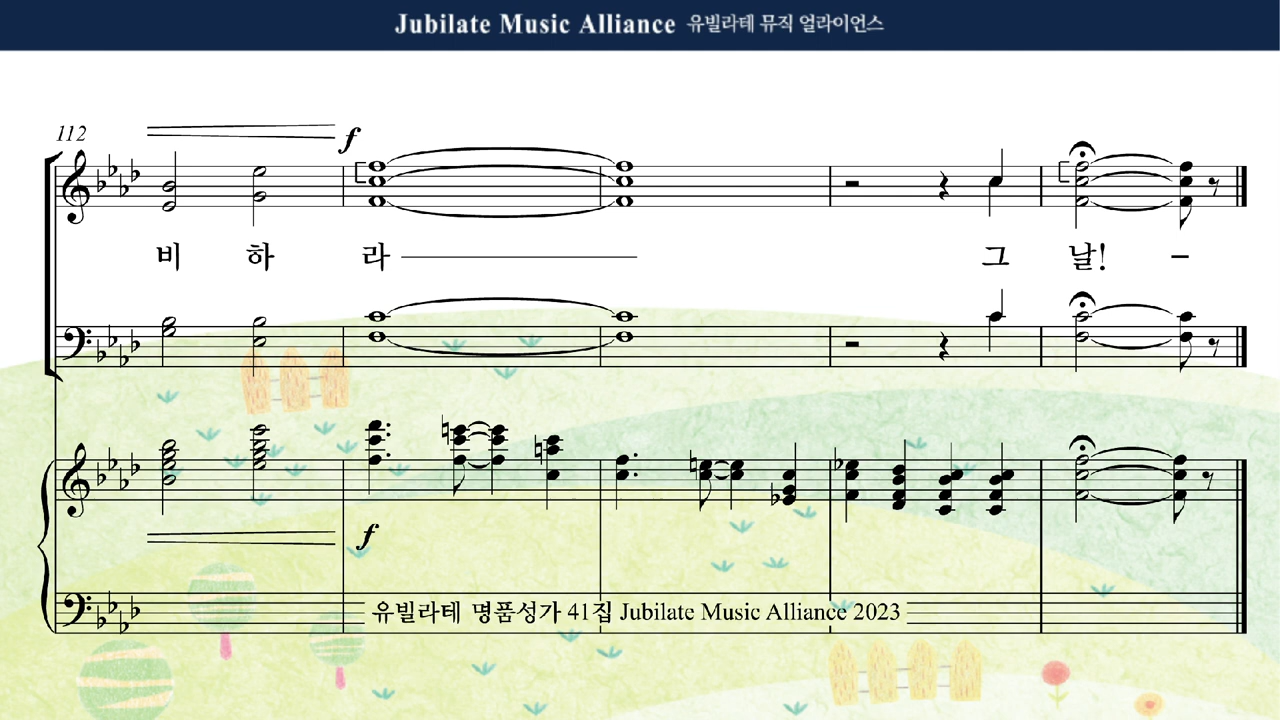 Jubilate Music Alliance 유빌라테 뮤직 얼라이언스
112
f
비 하 라 그 날! –
f
유빌라테 명품성가 41집 Jubilate Music Alliance 2023